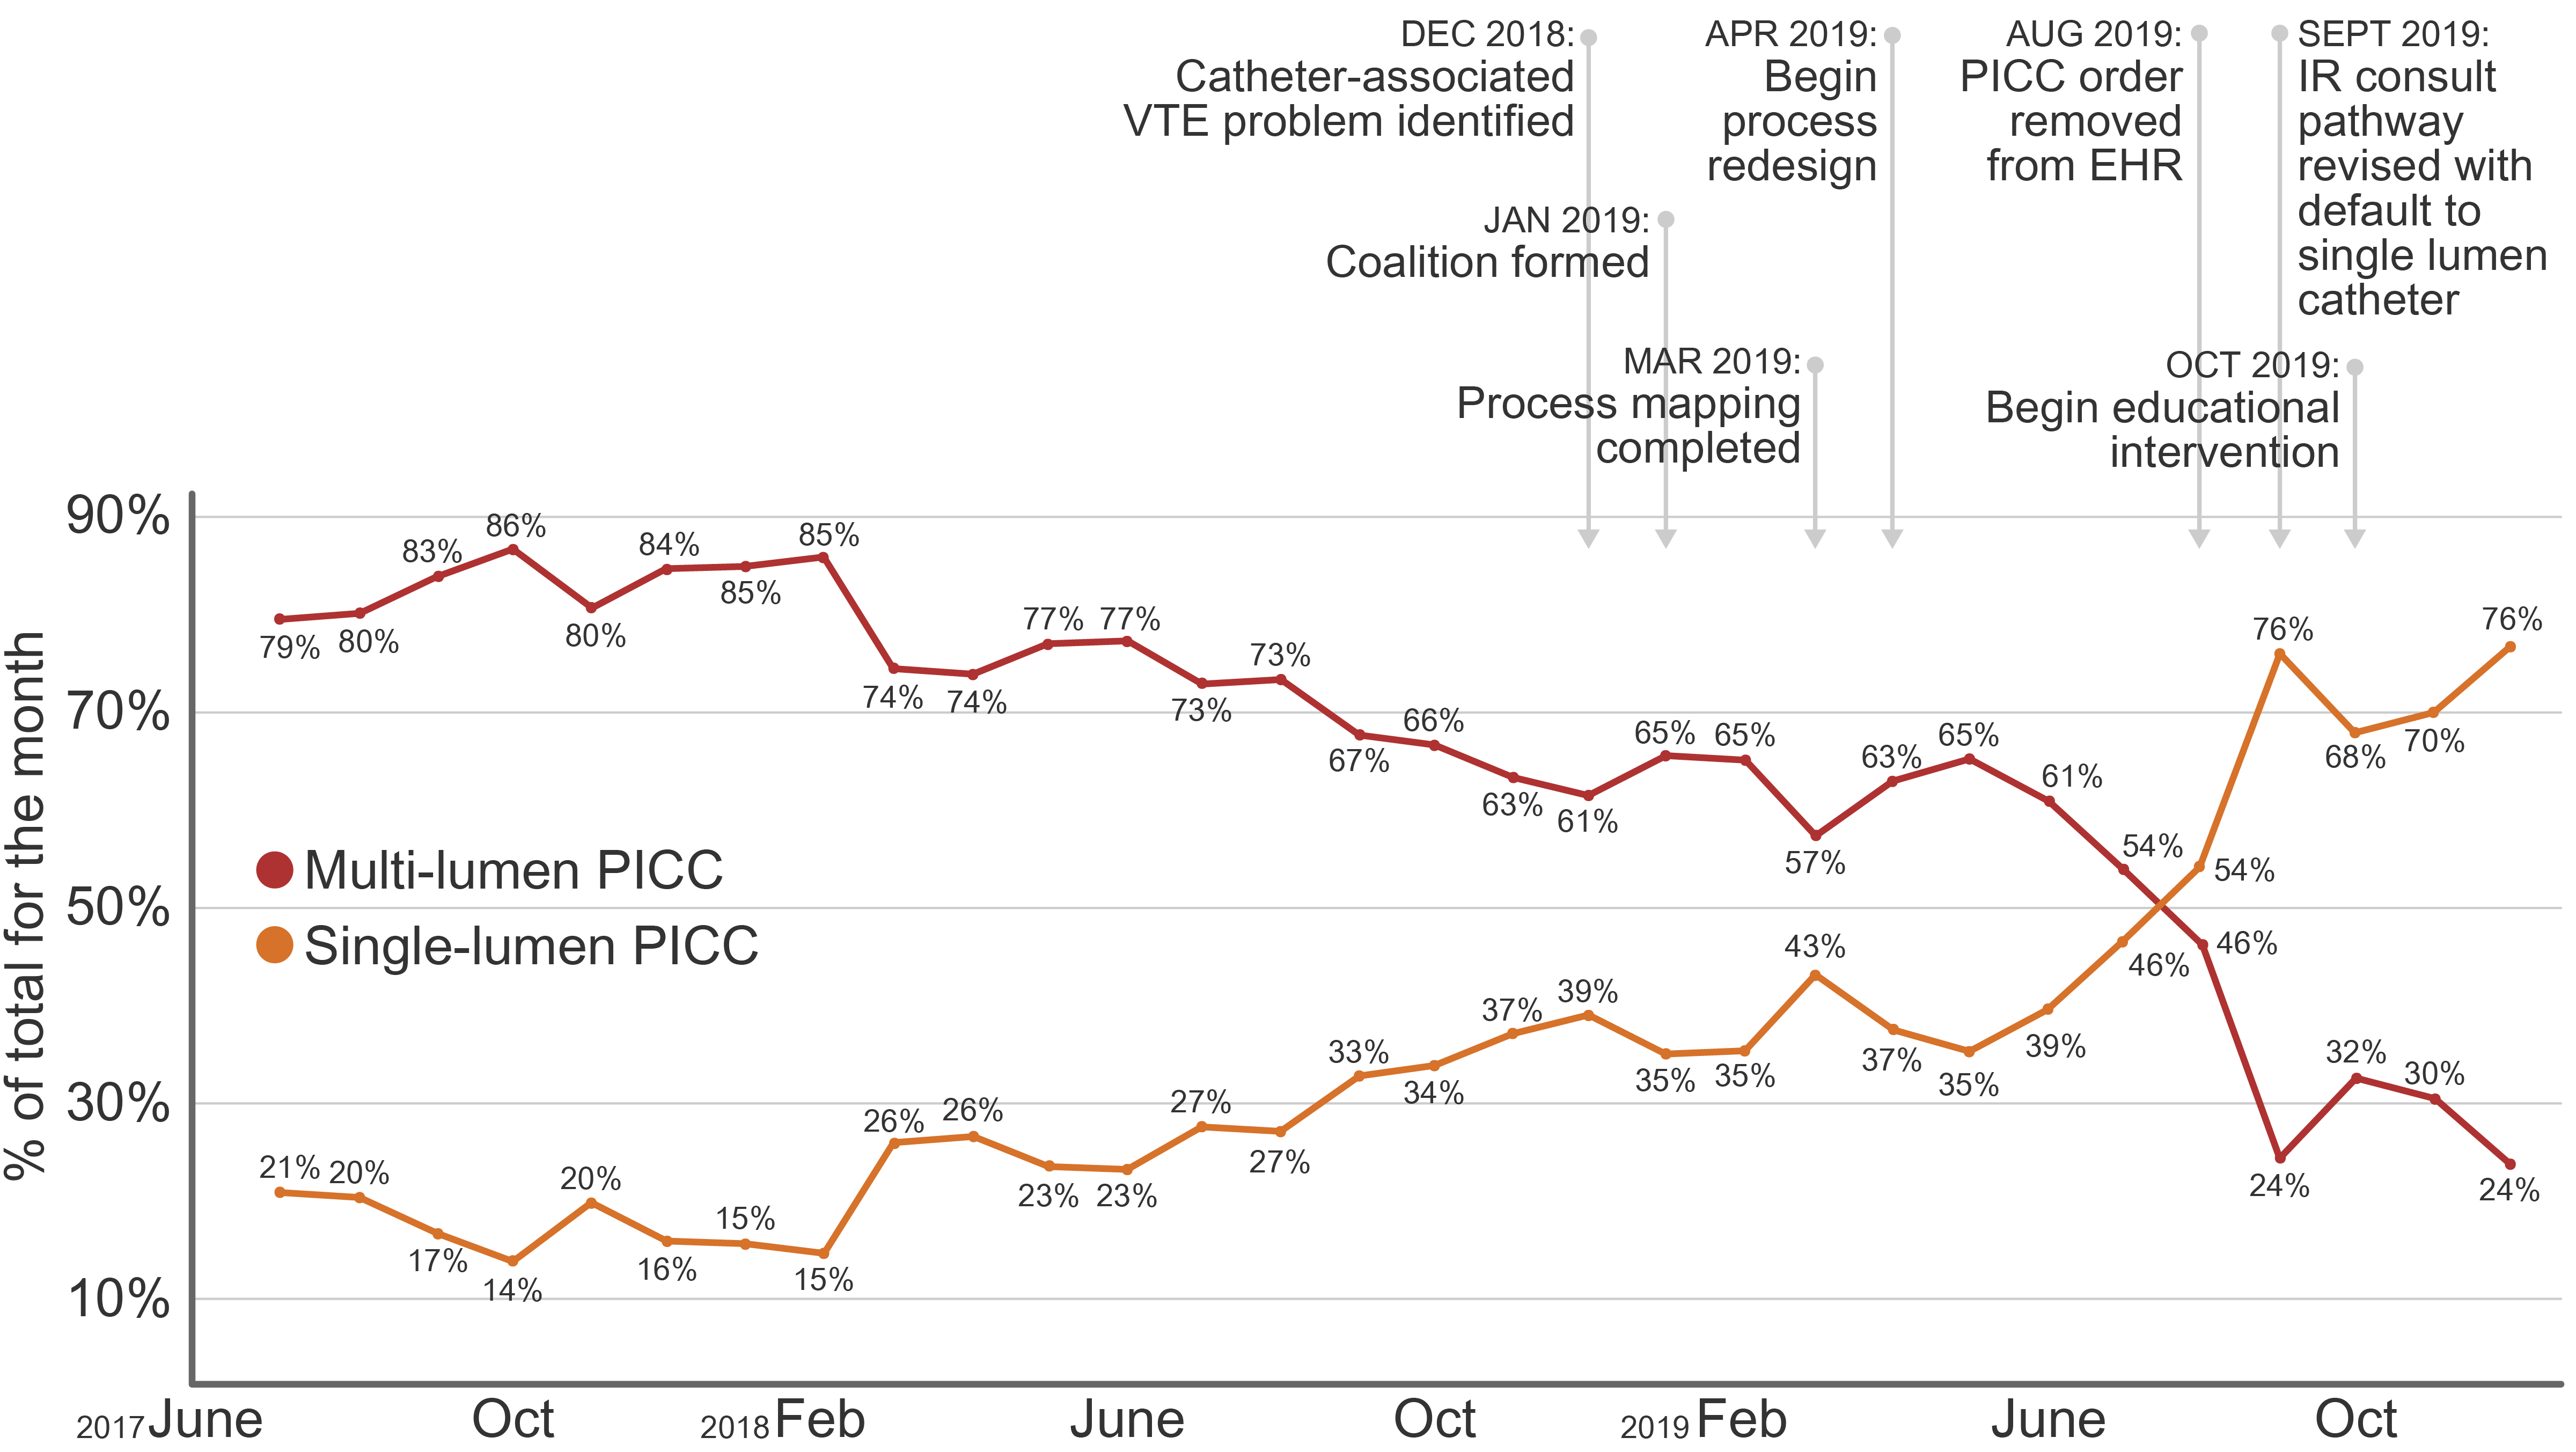 DEC 2018:
Catheter-associated
VTE problem identified
JAN 2019:
Coalition formed
MAR 2019:
Process mapping
completed
APR 2019:
Begin
process
redesign
AUG 2019:
PICC order
removed
from EHR
SEPT 2019:
IR consult
pathway
revised with
default to
single lumen
catheter
OCT 2019:
Begin educational
intervention
% of total for the month
90%
70%
50%
30%
10%
79% 80% 83% 86% 80% 84% 85% 85% 74% 74% 77% 77% 73% 73% 67% 66% 63% 61% 65% 65% 57% 63% 65% 61% 54% 46% 24% 32% 30% 24%
Multi-lumen PICC
Single-lumen PICC
21% 20% 17% 14% 20% 16% 15% 15% 26% 26% 23% 23% 27% 27% 33% 34% 37% 39% 35% 35% 43% 37% 35% 39% 46% 54% 76% 68% 70% 76%
2017 June Oct 2018 Feb June Oct 2019 Feb June Oct